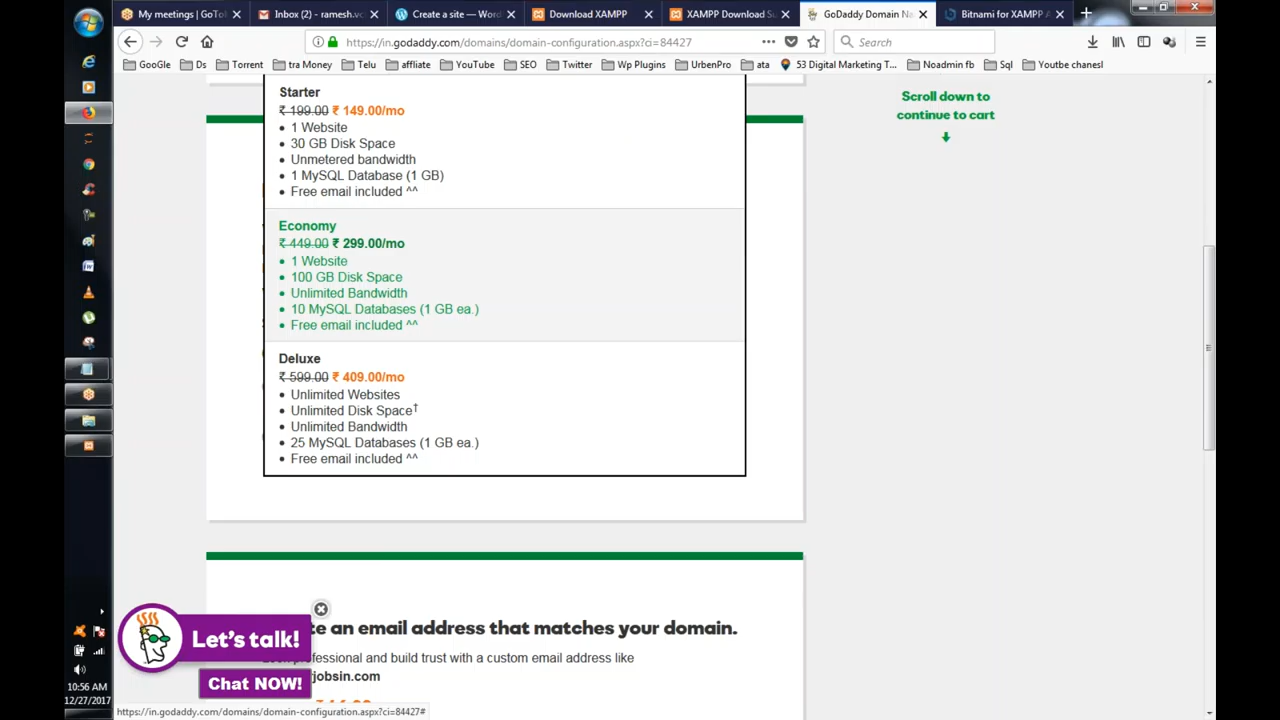 My meetings | GoTo
Inbox (2) - ramesh.vc
Create a site — Word
Download XAMPP
XAMPP Download Su
GoDaddy Domain Na
Bitnami for XAMPP A
https://in.godaddy.com/domains/domain-configuration.aspx?ci=84427
Search
GooGle
Ds
Torrent
tra Money
Telu
affliate
YouTube
SEO
Twitter
Wp Plugins
UrbenPro
ata
53 Digital Marketing T...
Noadmin fb
Sql
Youtbe chanesl
Starter
₹ 199.00 ₹ 149.00/mo
• 1 Website
• 30 GB Disk Space
• Unmetered bandwidth
• 1 MySQL Database (1 GB)
• Free email included ^^
Economy
₹ 449.00 ₹ 299.00/mo
• 1 Website
• 100 GB Disk Space
• Unlimited Bandwidth
• 10 MySQL Databases (1 GB ea.)
• Free email included ^^
Deluxe
₹ 599.00 ₹ 409.00/mo
• Unlimited Websites
• Unlimited Disk Space†
• Unlimited Bandwidth
• 25 MySQL Databases (1 GB ea.)
• Free email included ^^
Scroll down to
continue to cart
te an email address that matches your domain.
professional and build trust with a custom email address like
jobsin.com
Let's talk!
Chat NOW!
https://in.godaddy.com/domains/domain-configuration.aspx?ci=84427#
10:56 AM
12/27/2017